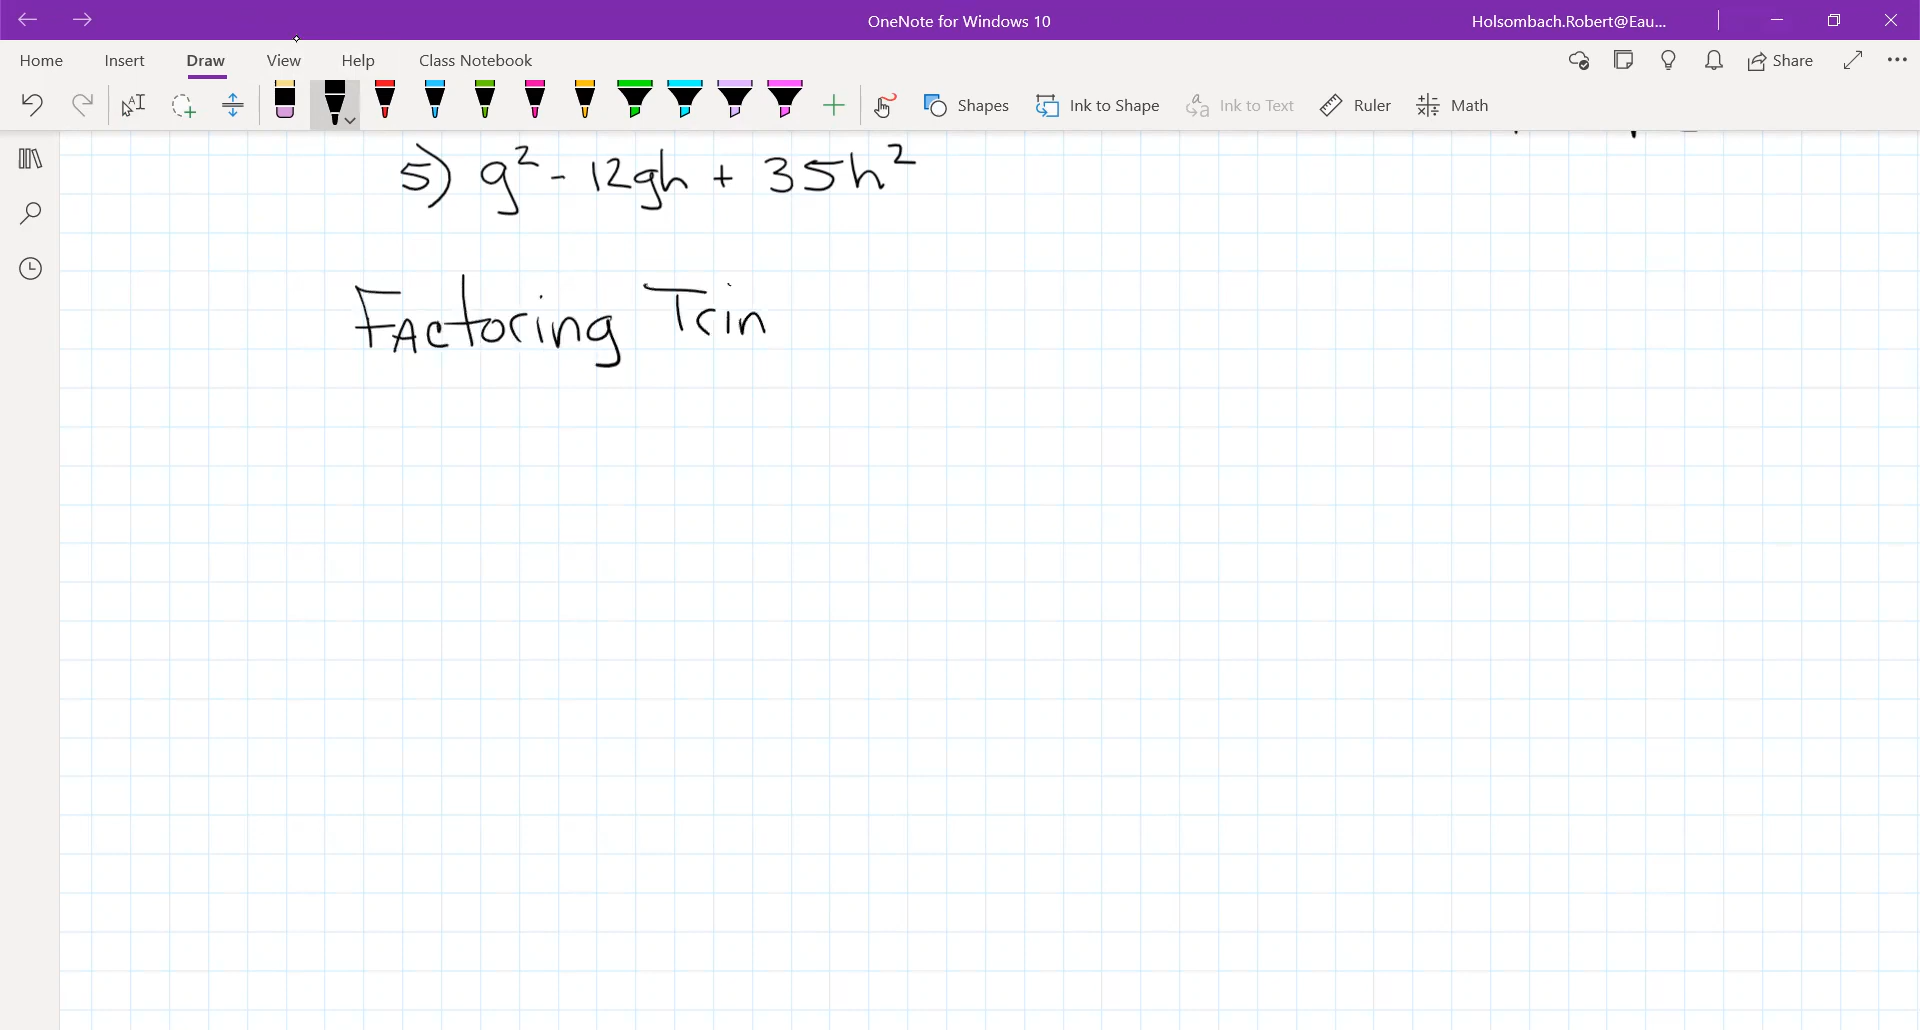 OneNote for Windows 10
Holsombach.Robert@Eau...
Home Insert Draw View Help Class Notebook Share
Shapes Ink to Shape Ink to Text Ruler Math
5) g² - 12gh + 35h²
Factoring Trin